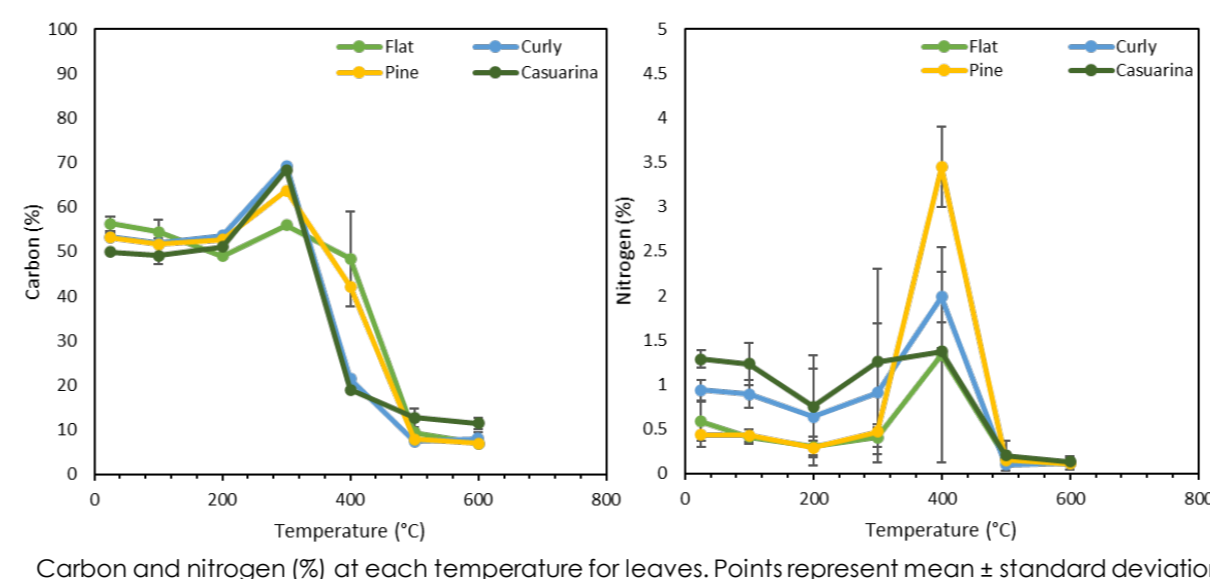 100
90
80
70
60
50
40
30
20
10
0
Carbon (%)
Flat
Curly
Pine
Casuarina
0
200
400
600
800
Temperature (°C)
5
4.5
4
3.5
3
2.5
2
1.5
1
0.5
0
Nitrogen (%)
Flat
Curly
Pine
Casuarina
0
200
400
600
800
Temperature (°C)
Carbon and nitrogen (%) at each temperature for leaves. Points represent mean ± standard deviation